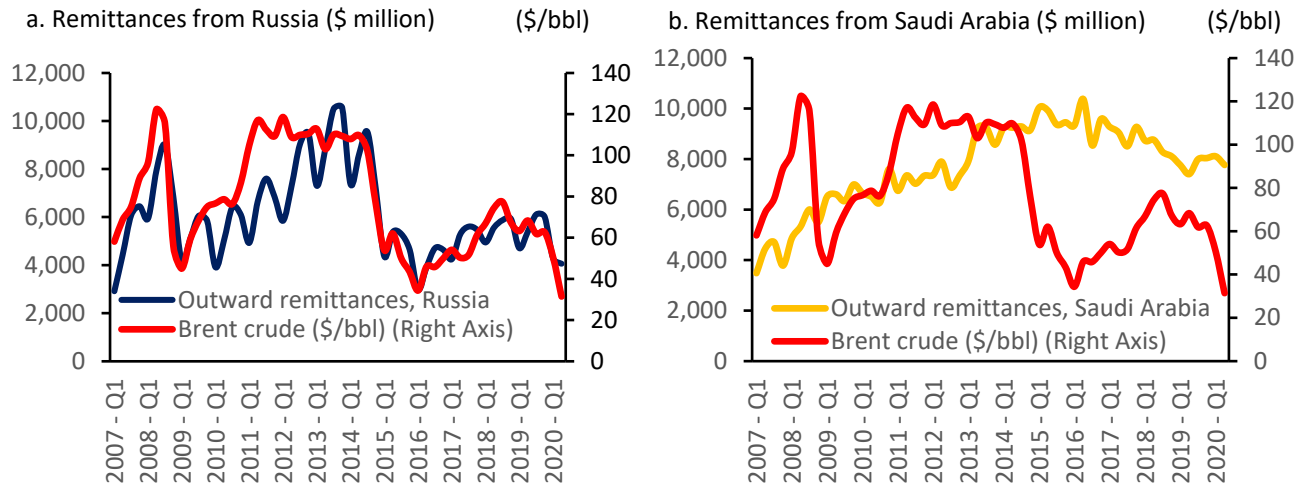 a. Remittances from Russia ($ million) ($/bbl)
12,000
10,000
8,000
6,000
4,000
2,000
0
140
120
100
80
60
40
20
0
Outward remittances, Russia
Brent crude ($/bbl) (Right Axis)
2007 - Q1
2008 - Q1
2009 - Q1
2010 - Q1
2011 - Q1
2012 - Q1
2013 - Q1
2014 - Q1
2015 - Q1
2016 - Q1
2017 - Q1
2018 - Q1
2019 - Q1
2020 - Q1
b. Remittances from Saudi Arabia ($ million) ($/bbl)
12,000
10,000
8,000
6,000
4,000
2,000
0
140
120
100
80
60
40
20
0
Outward remittances, Saudi Arabia
Brent crude ($/bbl) (Right Axis)
2007 - Q1
2008 - Q1
2009 - Q1
2010 - Q1
2011 - Q1
2012 - Q1
2013 - Q1
2014 - Q1
2015 - Q1
2016 - Q1
2017 - Q1
2018 - Q1
2019 - Q1
2020 - Q1